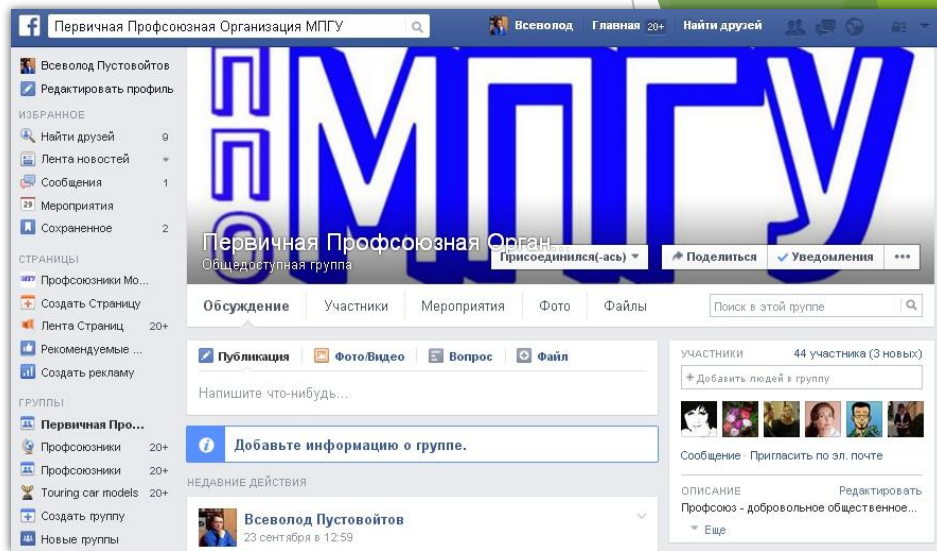 Первичная Профсоюзная Организация МПГУ
Всеволод Главная 20+ Найти друзей
Всеволод Пустовойтов
Редактировать профиль
ИЗБРАННОЕ
Найти друзей 9
Лента новостей
Сообщения 1
29 Мероприятия
Сохраненное 2
СТРАНИЦЫ
Профсоюзники Мо...
Создать Страницу
Лента Страниц 20+
Рекомендуемые ...
Создать рекламу
ГРУППЫ
Первичная Про...
Профсоюзники 20+
Профсоюзники 20+
Touring car models 20+
Создать группу
Новые группы
ППО МПГУ
Первичная Профсоюзная Орган...
Общедоступная группа
Присоединился(-ась)
Поделиться
Уведомления
Обсуждение Участники Мероприятия Фото Файлы
Поиск в этой группе
Публикация Фото/Видео Вопрос Файл
Напишите что-нибудь...
Добавьте информацию о группе.
НЕДАВНИЕ ДЕЙСТВИЯ
Всеволод Пустовойтов
23 сентября в 12:59
УЧАСТНИКИ 44 участника (3 новых)
+ Добавить людей в группу
Сообщение · Пригласить по эл. почте
ОПИСАНИЕ Редактировать
Профсоюз - добровольное общественное...
Еще